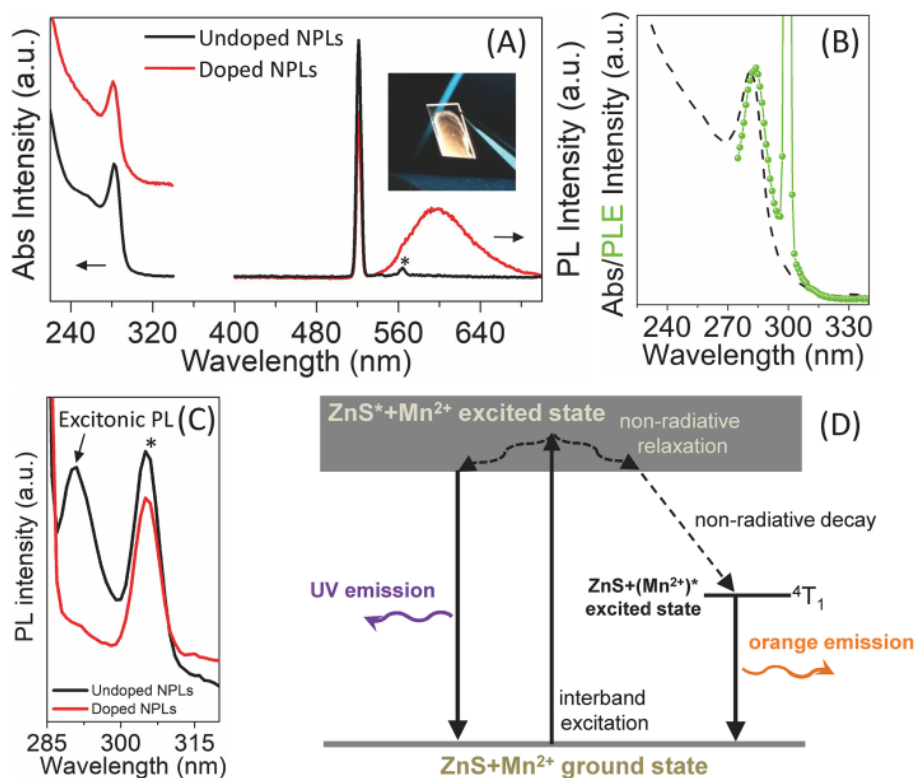 Undoped NPLs
Doped NPLs
(A)
Abs Intensity (a.u.)
PL Intensity (a.u.)
*
240 320 400 480 560 640
Wavelength (nm)
(B)
Abs/PLE Intensity (a.u.)
225 270 300 330
Wavelength (nm)
Excitonic PL
(C)
*
PL intensity (a.u.)
Undoped NPLs
Doped NPLs
285 305 315
Wavelength (nm)
ZnS*+Mn²⁺ excited state
(D)
non-radiative
relaxation
non-radiative decay
UV emission
ZnS+(Mn²⁺)*
excited state
⁴T₁
orange emission
interband
excitation
ZnS+Mn²⁺ ground state